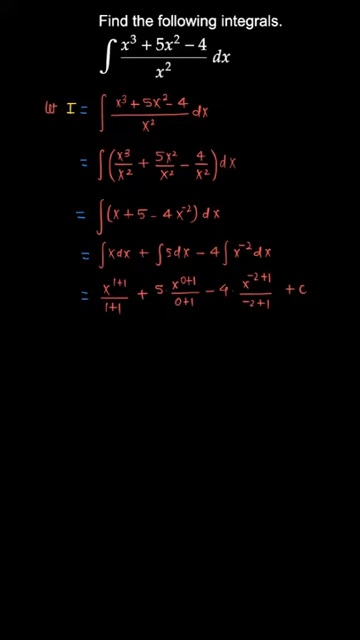 Find the following integrals.
∫ (x³ + 5x² − 4)/x² dx
Let I = ∫ (x³ + 5x² − 4)/x² dx
= ∫ (x³/x² + 5x²/x² − 4/x²) dx
= ∫ (x + 5 − 4x⁻²) dx
= ∫ x dx + ∫ 5 dx − 4 ∫ x⁻² dx
= x¹⁺¹/(1+1) + 5 · x⁰⁺¹/(0+1) − 4 · x⁻²⁺¹/(−2+1) + c